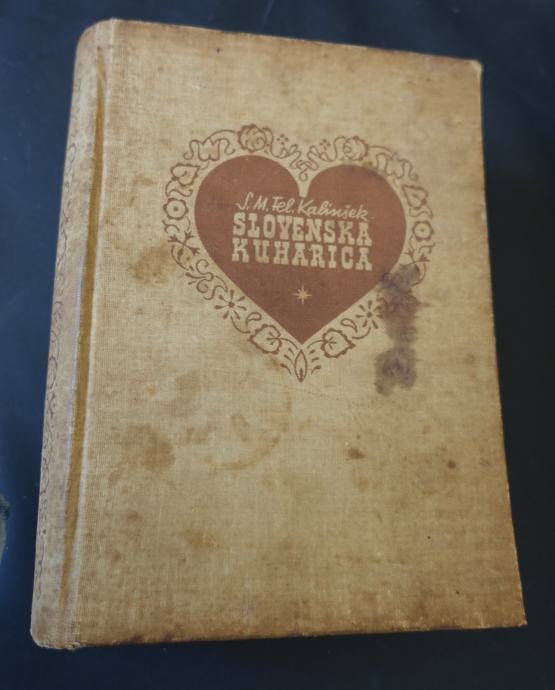 S. M. Fel. Kalinšek
SLOVENSKA
KUHARICA